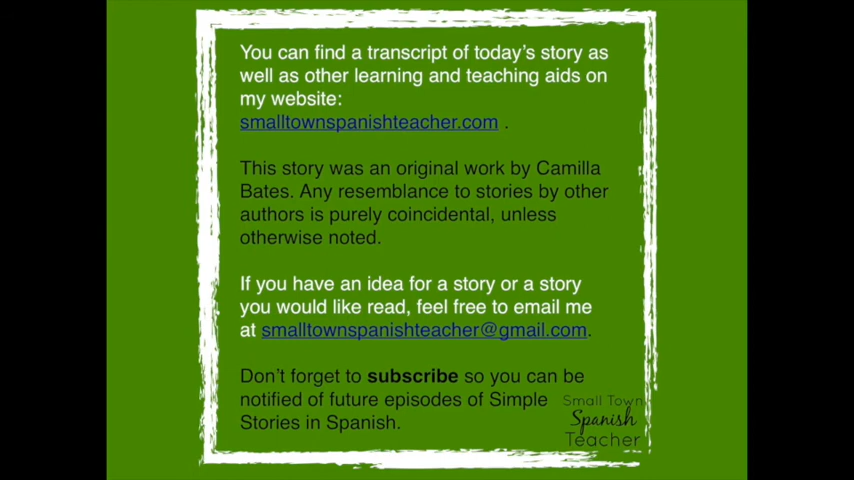 You can find a transcript of today's story as
well as other learning and teaching aids on
my website:
smalltownspanishteacher.com .
This story was an original work by Camilla
Bates. Any resemblance to stories by other
authors is purely coincidental, unless
otherwise noted.
If you have an idea for a story or a story
you would like read, feel free to email me
at smalltownspanishteacher@gmail.com.
Don't forget to subscribe so you can be
notified of future episodes of Simple
Stories in Spanish.
Small Town
Spanish
Teacher